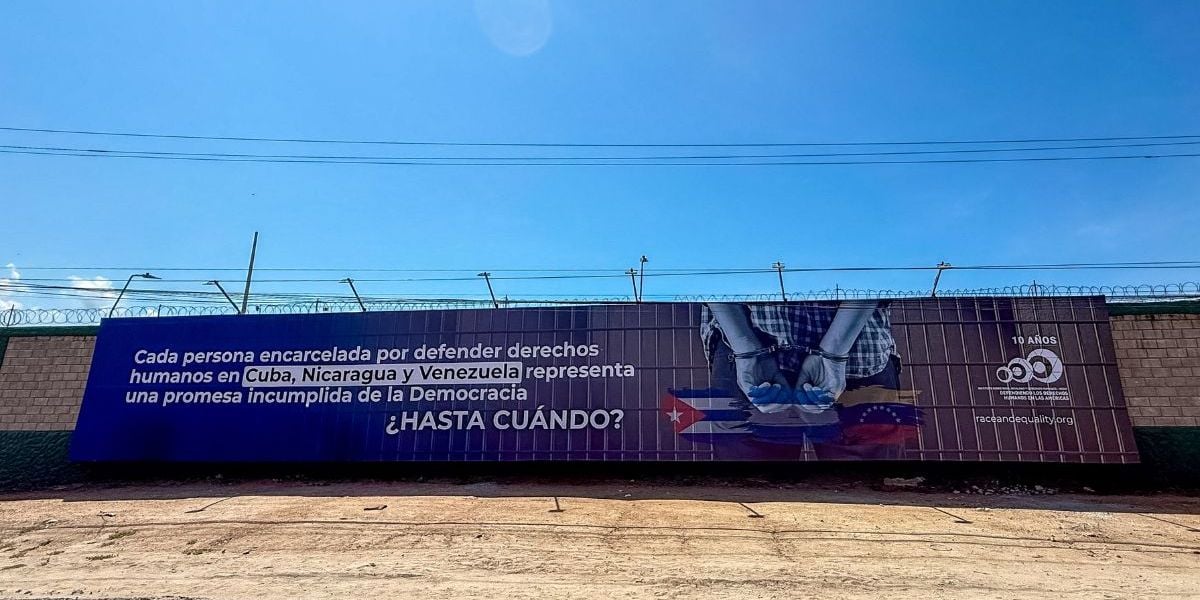 Cada persona encarcelada por defender derechos
humanos en Cuba, Nicaragua y Venezuela representa
una promesa incumplida de la Democracia
¿HASTA CUÁNDO?
10 AÑOS
DEFENDIENDO LOS DERECHOS
HUMANOS EN LAS AMÉRICAS
raceandequality.org